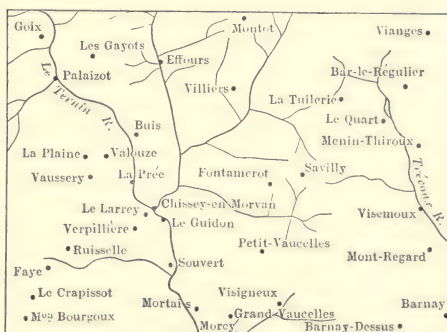 Montot
Goix
Vianges
Les Gayots
Effours
Bar-le-Régulier
Palaizot
Villiers
Le Ternin R.
La Tuilerie
Le Quart
Buis
Menin-Thiroux
La Plaine
Valouze
Savilly
Fontamerot
Vaussery
La Prée
Trévoux R.
Chissey-en-Morvan
Le Larrey
Visemoux
Le Guidon
Verpillière
Ruisselle
Petit-Vaucelles
Mont-Regard
Souvert
Faye
Le Crapissot
Visigneux
Mortais
Barnay
Mon Bourgoux
Grand-Vaucelles
Morcy
Barnay-Dessus